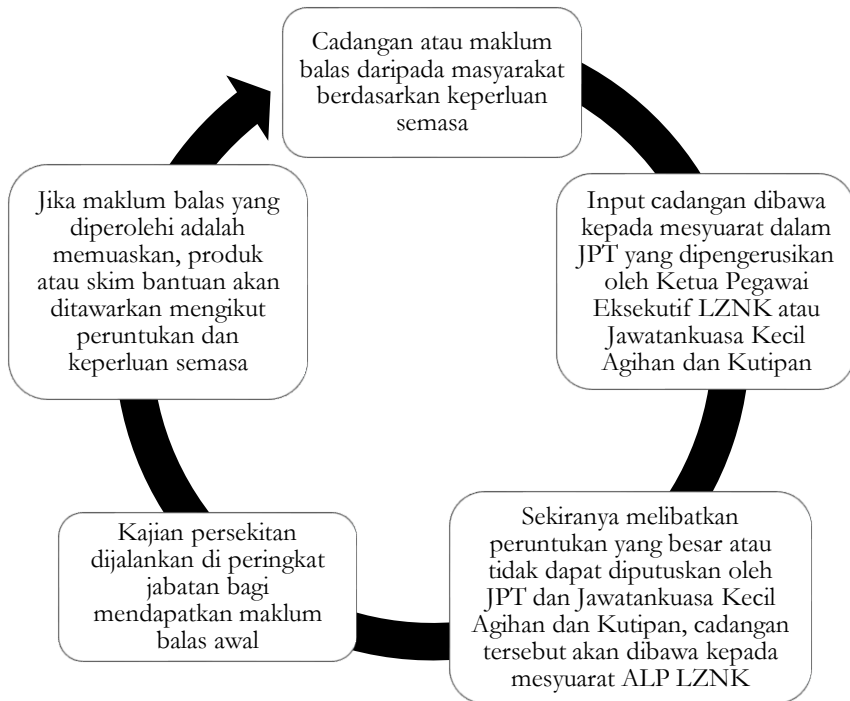 Cadangan atau maklum
balas daripada masyarakat
berdasarkan keperluan
semasa
Input cadangan dibawa
kepada mesyuarat dalam
JPT yang dipengerusikan
oleh Ketua Pegawai
Eksekutif LZNK atau
Jawatankuasa Kecil
Agihan dan Kutipan
Sekiranya melibatkan
peruntukan yang besar atau
tidak dapat diputuskan oleh
JPT dan Jawatankuasa Kecil
Agihan dan Kutipan, cadangan
tersebut akan dibawa kepada
mesyuarat ALP LZNK
Kajian persekitan
dijalankan di peringkat
jabatan bagi
mendapatkan maklum
balas awal
Jika maklum balas yang
diperolehi adalah
memuaskan, produk
atau skim bantuan akan
ditawarkan mengikut
peruntukan dan
keperluan semasa